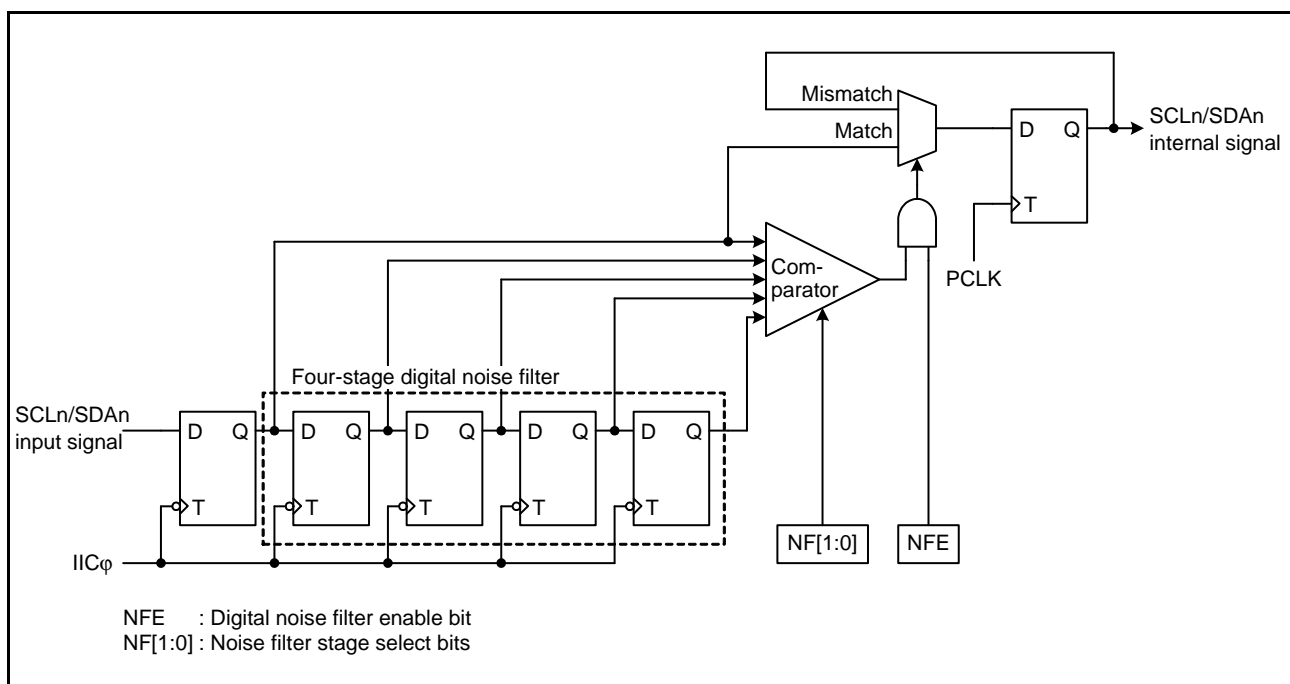 Mismatch
Match
D Q
T
SCLn/SDAn
internal signal
Com-
parator
PCLK
Four-stage digital noise filter
SCLn/SDAn
input signal
D Q D Q D Q D Q D Q
T T T T T
NF[1:0] NFE
IICφ
NFE : Digital noise filter enable bit
NF[1:0] : Noise filter stage select bits